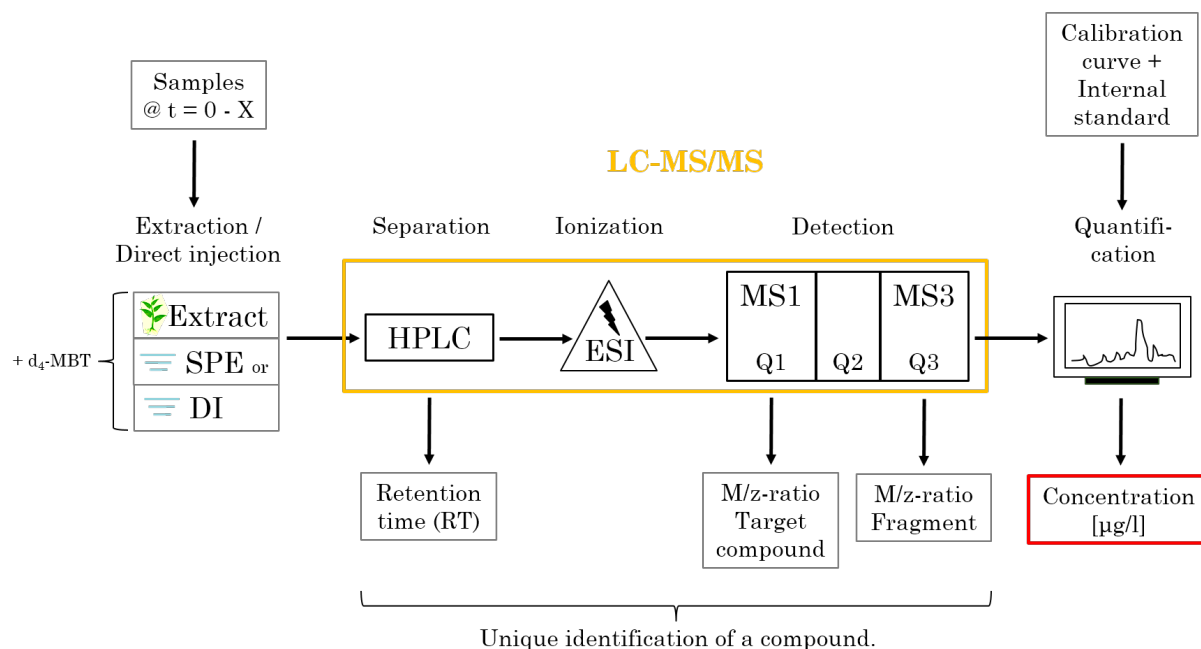 Samples
@ t = 0 - X
Calibration
curve +
Internal
standard
LC-MS/MS
Extraction /
Direct injection
Separation
Ionization
Detection
Quantifi-
cation
+ d₄-MBT
Extract
SPE or
DI
HPLC
ESI
MS1
Q1
Q2
MS3
Q3
Retention
time (RT)
M/z-ratio
Target
compound
M/z-ratio
Fragment
Concentration
[µg/l]
Unique identification of a compound.